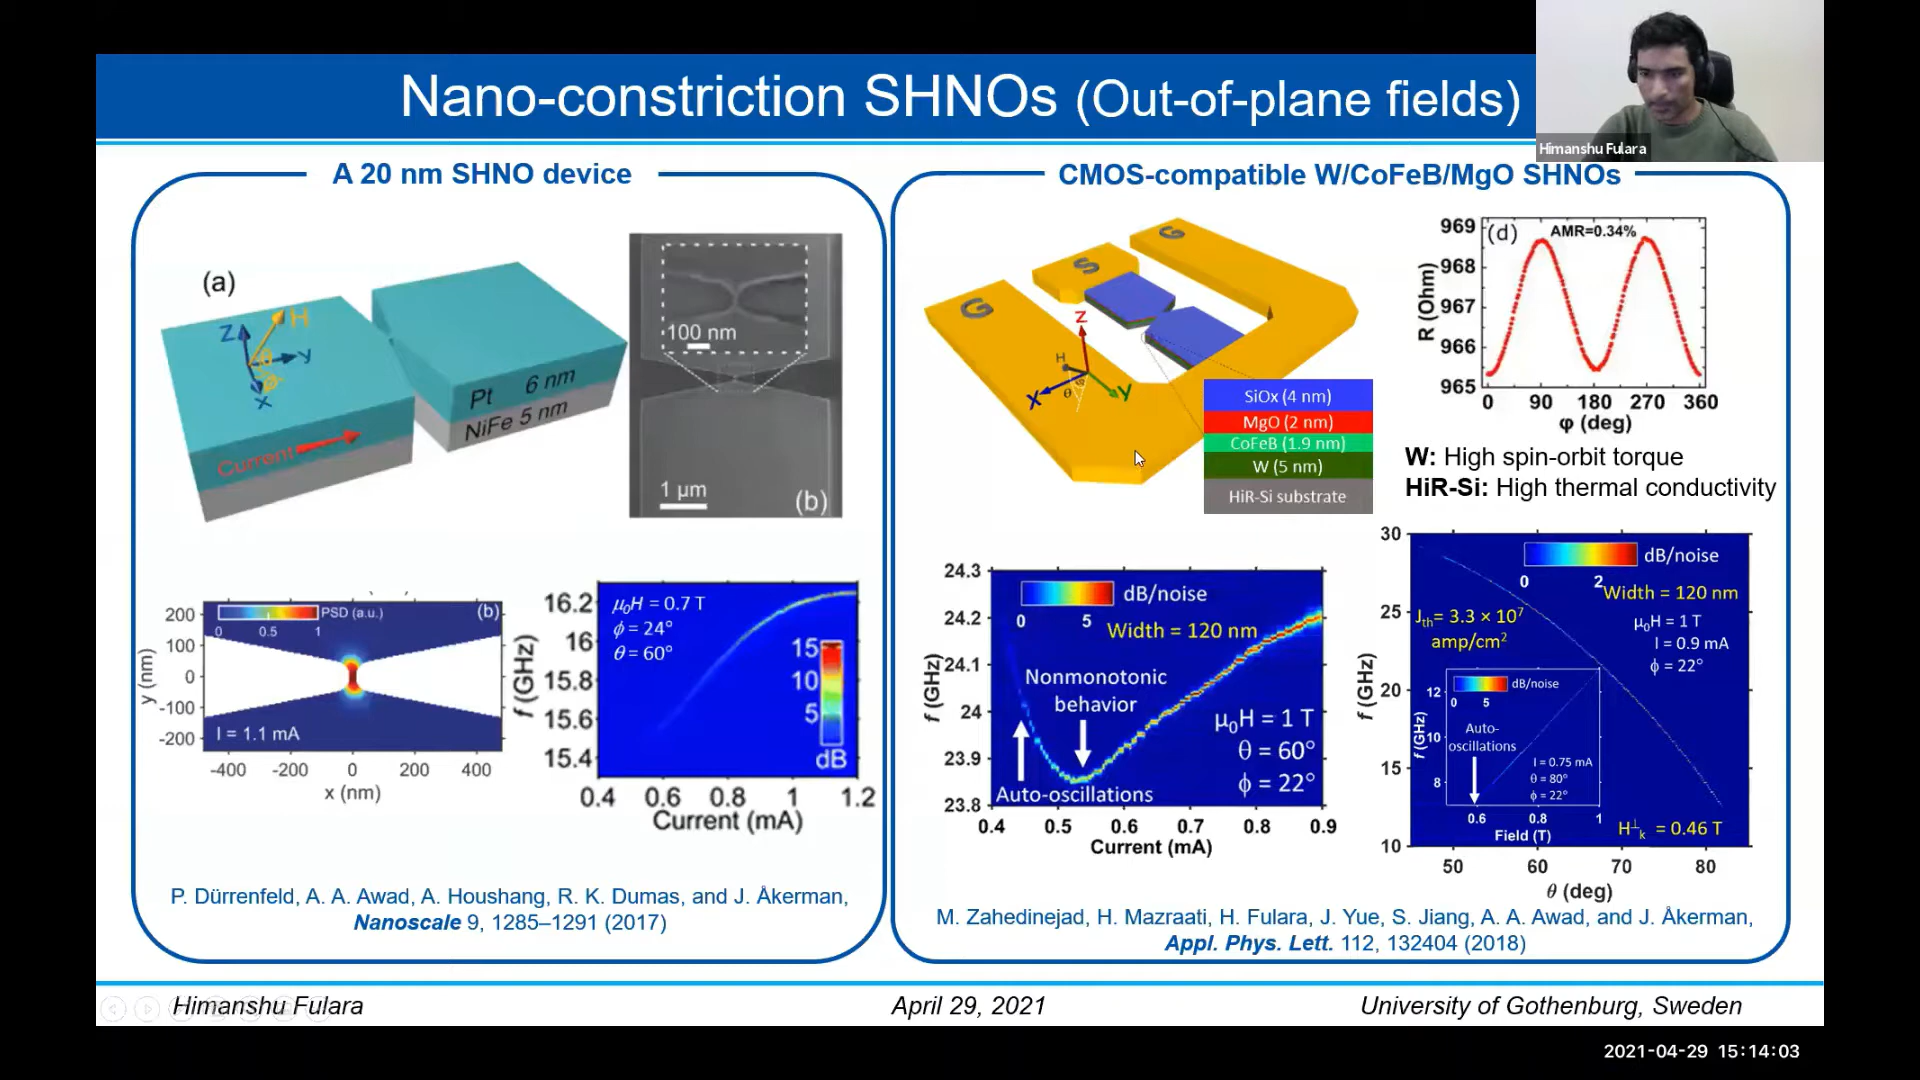 Nano-constriction SHNOs (Out-of-plane fields)
Himanshu Fulara
A 20 nm SHNO device
(a)
Z
H
y
θ
φ
x
Pt 6 nm
NiFe 5 nm
Current
100 nm
1 µm
(b)
PSD (a.u.)
(b)
0 0.5 1
200
100
0
-100
-200
y (nm)
I = 1.1 mA
-400 -200 0 200 400
x (nm)
16.2
16
15.8
15.6
15.4
f (GHz)
µ₀H = 0.7 T
ϕ = 24°
θ = 60°
15
10
5
dB
0.4 0.6 0.8 1 1.2
Current (mA)
P. Dürrenfeld, A. A. Awad, A. Houshang, R. K. Dumas, and J. Åkerman,
Nanoscale 9, 1285–1291 (2017)
CMOS-compatible W/CoFeB/MgO SHNOs
G
S
G
Z
H
X
θ
Y
SiOx (4 nm)
MgO (2 nm)
CoFeB (1.9 nm)
W (5 nm)
HiR-Si substrate
(d)
AMR=0.34%
969
968
967
966
965
R (Ohm)
0 90 180 270 360
φ (deg)
W: High spin-orbit torque
HiR-Si: High thermal conductivity
24.3
24.2
24.1
24
23.9
23.8
f (GHz)
dB/noise
0 5
Width = 120 nm
Nonmonotonic
behavior
µ₀H = 1 T
θ = 60°
ϕ = 22°
Auto-oscillations
0.4 0.5 0.6 0.7 0.8 0.9
Current (mA)
30
25
20
15
10
f (GHz)
dB/noise
0 2
Width = 120 nm
Jth= 3.3 × 10⁷
amp/cm²
µ₀H = 1 T
I = 0.9 mA
ϕ = 22°
dB/noise
0 5
12
10
8
f (GHz)
Auto-
oscillations
I = 0.75 mA
θ = 80°
ϕ = 22°
0.6 0.8 1
Field (T)
H⊥k = 0.46 T
50 60 70 80
θ (deg)
M. Zahedinejad, H. Mazraati, H. Fulara, J. Yue, S. Jiang, A. A. Awad, and J. Åkerman,
Appl. Phys. Lett. 112, 132404 (2018)
Himanshu Fulara
April 29, 2021
University of Gothenburg, Sweden
2021-04-29 15:14:03